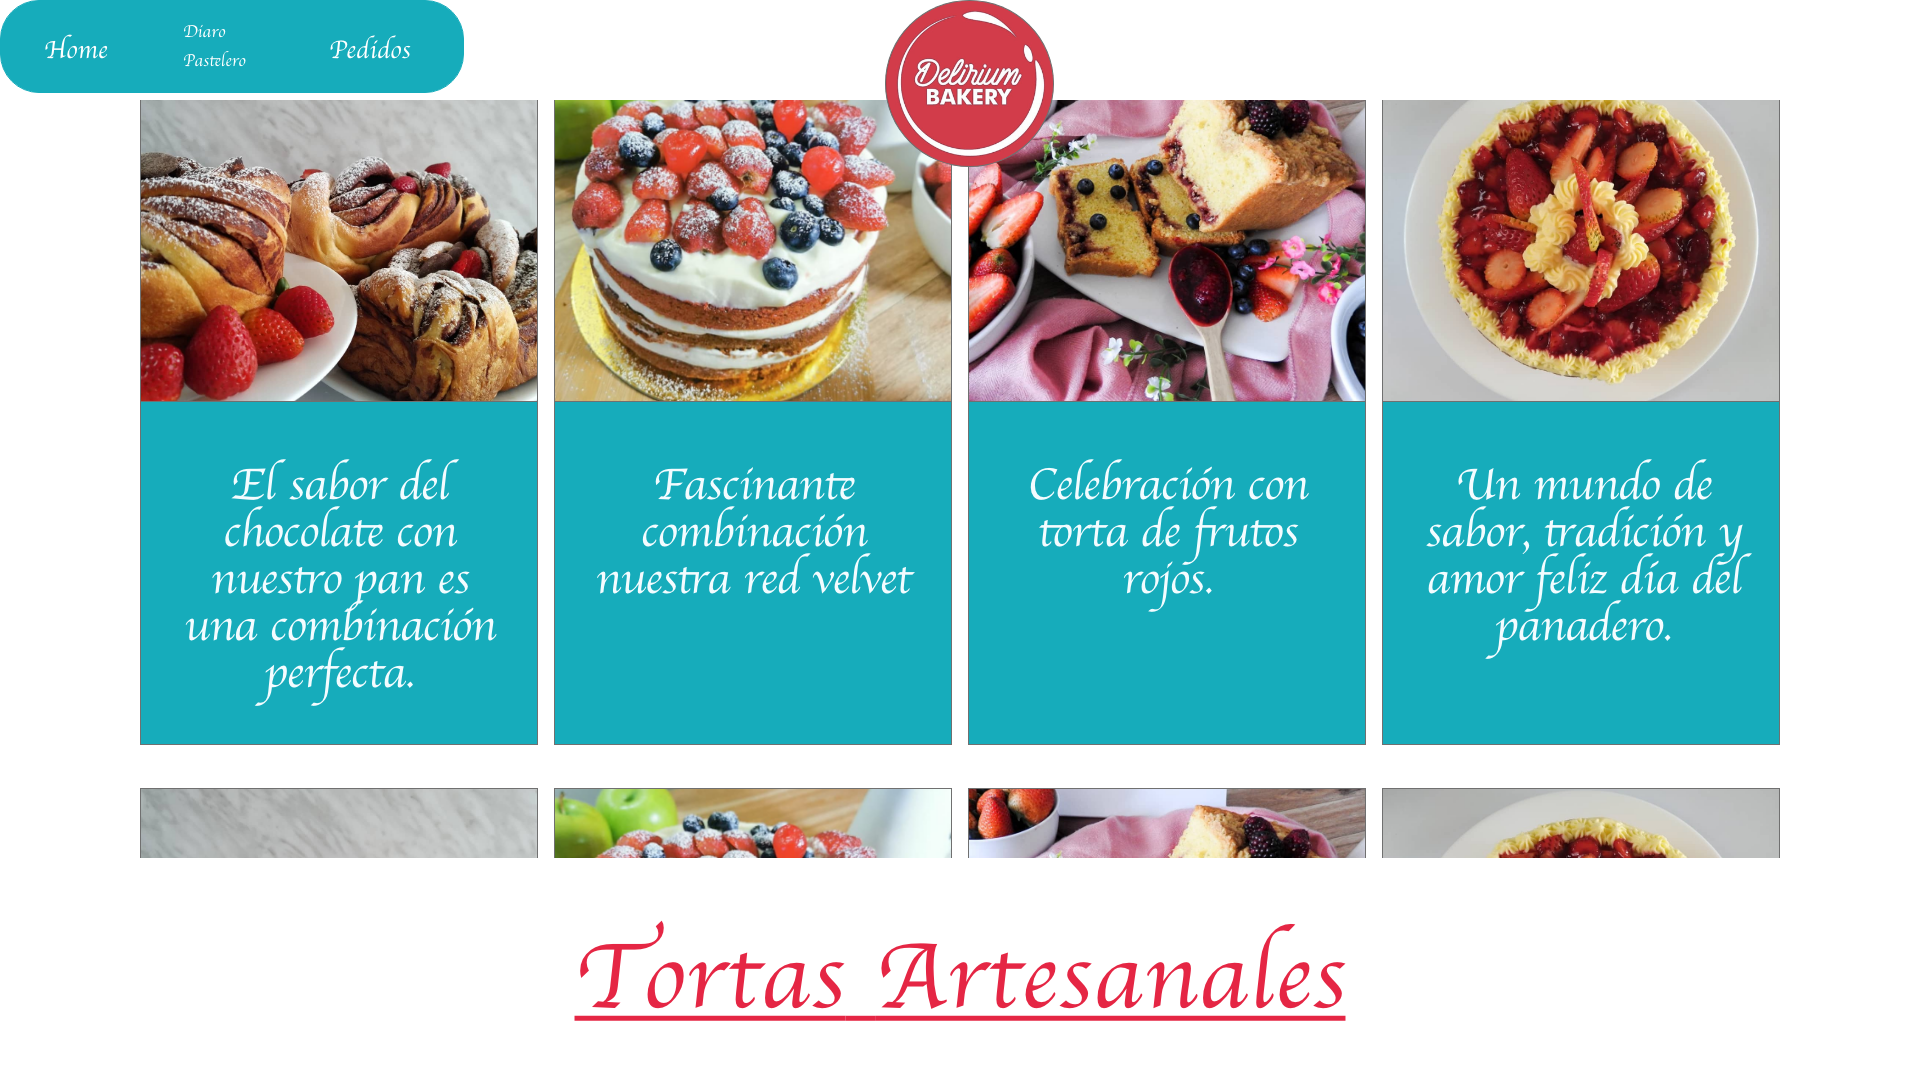 Home
Diaro
Pastelero
Pedidos
Delirium
BAKERY
El sabor del
chocolate con
nuestro pan es
una combinación
perfecta.
Fascinante
combinación
nuestra red velvet
Celebración con
torta de frutos
rojos.
Un mundo de
sabor, tradición y
amor feliz día del
panadero.
Tortas Artesanales